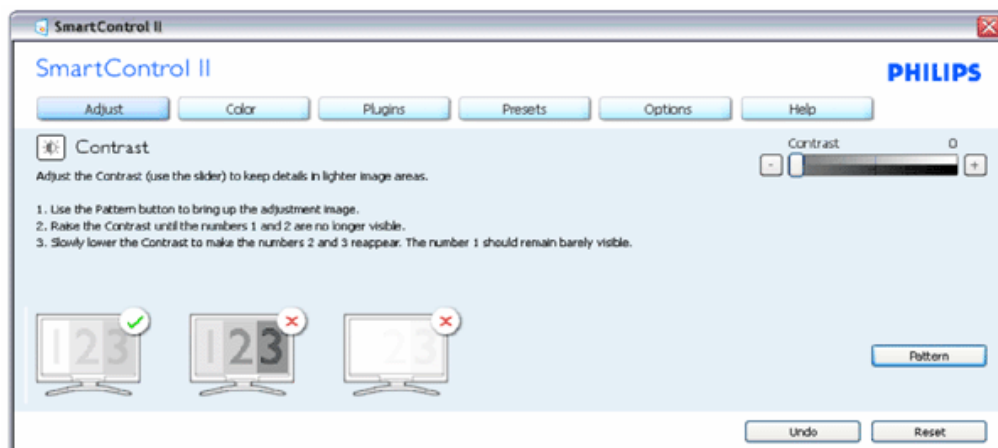 SmartControl II
SmartControl II
PHILIPS
Adjust Color Plugins Presets Options Help
Contrast
Contrast 0
- +
Adjust the Contrast (use the slider) to keep details in lighter image areas.
1. Use the Pattern button to bring up the adjustment image.
2. Raise the Contrast until the numbers 1 and 2 are no longer visible.
3. Slowly lower the Contrast to make the numbers 2 and 3 reappear. The number 1 should remain barely visible.
123 123 23
Pattern
Undo Reset